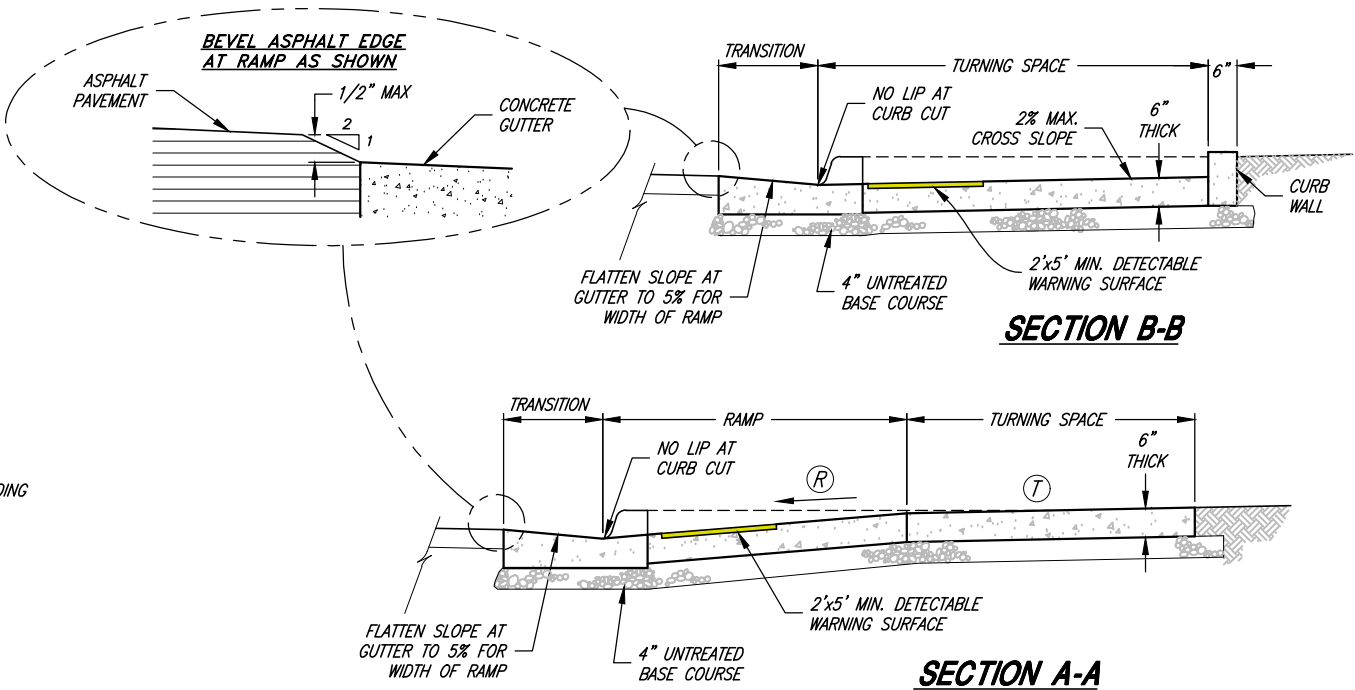 BEVEL ASPHALT EDGE
AT RAMP AS SHOWN
ASPHALT
PAVEMENT
1/2" MAX
2
1
CONCRETE
GUTTER
TRANSITION
TURNING SPACE
6"
NO LIP AT
CURB CUT
2% MAX.
CROSS SLOPE
6"
THICK
CURB
WALL
FLATTEN SLOPE AT
GUTTER TO 5% FOR
WIDTH OF RAMP
4" UNTREATED
BASE COURSE
2'x5' MIN. DETECTABLE
WARNING SURFACE
SECTION B-B
TRANSITION
RAMP
TURNING SPACE
NO LIP AT
CURB CUT
6"
THICK
R
T
DING
2'x5' MIN. DETECTABLE
WARNING SURFACE
FLATTEN SLOPE AT
GUTTER TO 5% FOR
WIDTH OF RAMP
4" UNTREATED
BASE COURSE
SECTION A-A